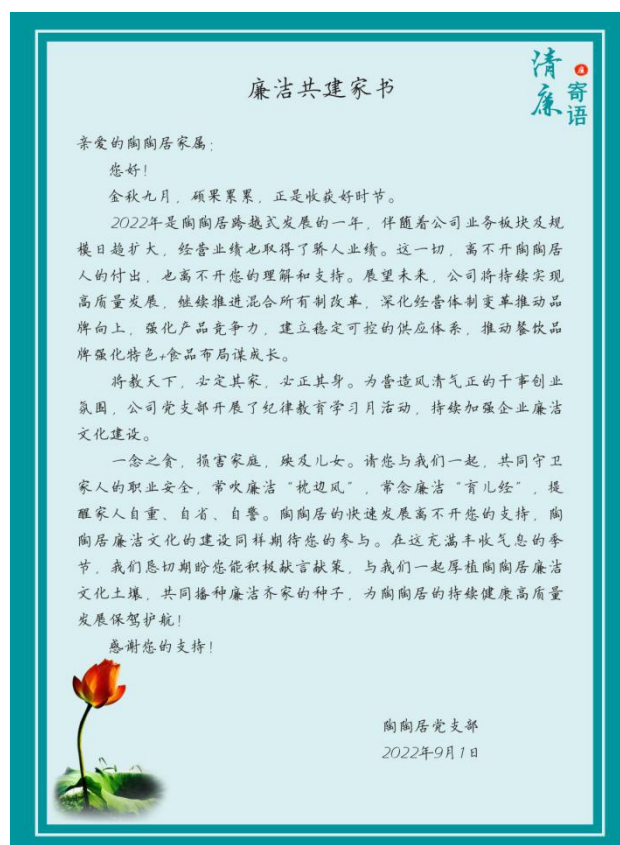 清廉
廉
寄语
廉洁共建家书
亲爱的陶陶居家属:
您好!
金秋九月，硕果累累，正是收获好时节。
2022年是陶陶居跨越式发展的一年，伴随着公司业务板块及规
模日趋扩大，经营业绩也取得了骄人业绩。这一切，离不开陶陶居
人的付出，也离不开您的理解和支持。展望未来，公司将持续实现
高质量发展，继续推进混合所有制改革，深化经营体制变革推动品
牌向上，强化产品竞争力，建立稳定可控的供应体系，推动餐饮品
牌强化特色+食品布局谋成长。
将教天下，必定其家，必正其身。为营造风清气正的干事创业
氛围，公司党支部开展了纪律教育学习月活动，持续加强企业廉洁
文化建设。
一念之贪，损害家庭，殃及儿女。请您与我们一起，共同守卫
家人的职业安全，常吹廉洁“枕边风”，常念廉洁“育儿经”，提
醒家人自重、自省、自警。陶陶居的快速发展离不开您的支持，陶
陶居廉洁文化的建设同样期待您的参与。在这充满丰收气息的季
节，我们恳切期盼您能积极献言献策，与我们一起厚植陶陶居廉洁
文化土壤，共同播种廉洁齐家的种子，为陶陶居的持续健康高质量
发展保驾护航!
感谢您的支持!
陶陶居党支部
2022年9月1日